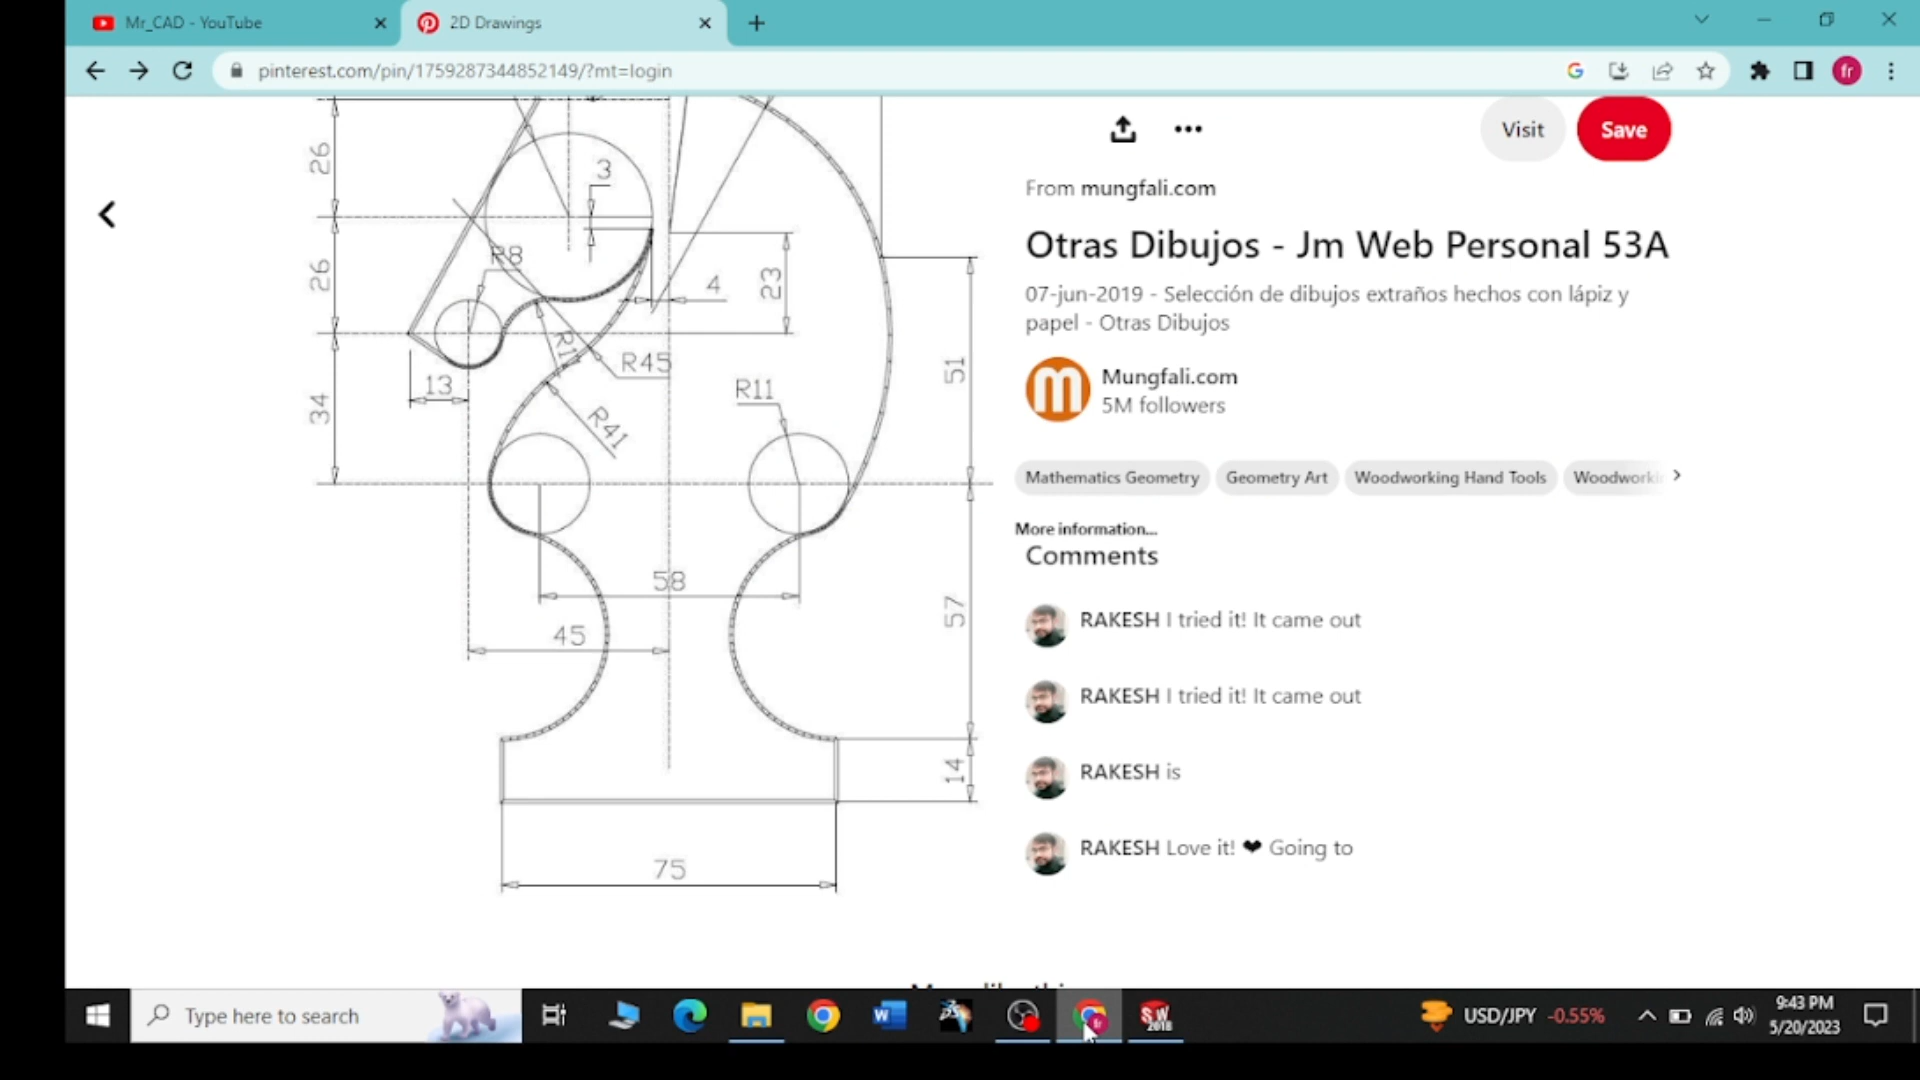 Mr_CAD - YouTube
2D Drawings
pinterest.com/pin/1759287344852149/?mt=login
fr
Visit
Save
From mungfali.com
Otras Dibujos - Jm Web Personal 53A
07-jun-2019 - Selección de dibujos extraños hechos con lápiz y
papel - Otras Dibujos
Mungfali.com
5M followers
Mathematics Geometry
Geometry Art
Woodworking Hand Tools
More information...
Comments
RAKESH I tried it! It came out
RAKESH I tried it! It came out
RAKESH is
RAKESH Love it! ❤ Going to
26
3
R8
26
4
23
R45
13
34
R41
R11
51
58
45
57
14
75
Type here to search
SW
2018
USD/JPY -0.55%
9:43 PM
5/20/2023